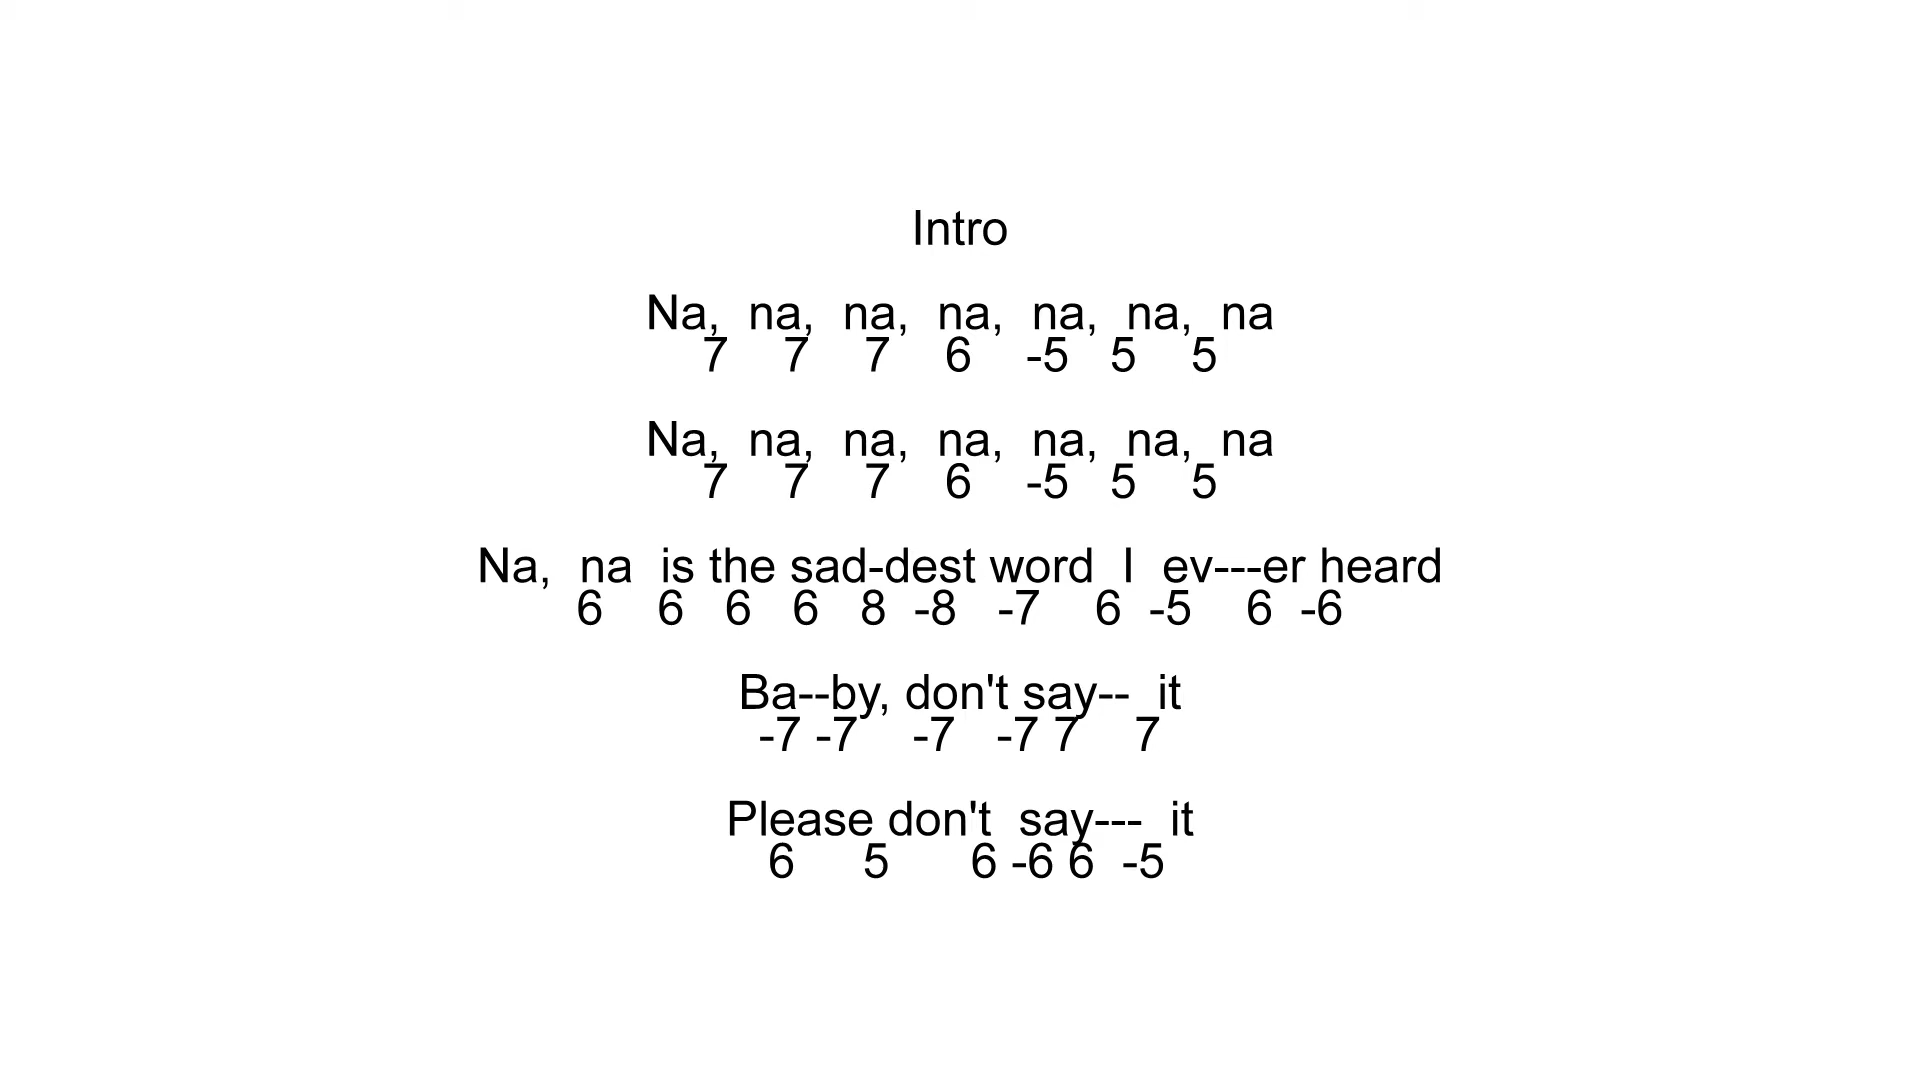 Intro
Na,  na,  na,  na,  na,  na,  na
7    7    7    6    -5   5    5
Na,  na,  na,  na,  na,  na,  na
7    7    7    6    -5   5    5
Na,  na  is the sad-dest word  I  ev---er heard
6    6   6   6   8  -8   -7    6  -5    6  -6
Ba--by, don't say--  it
-7 -7    -7   -7 7    7
Please don't  say---  it
6     5      6 -6 6  -5